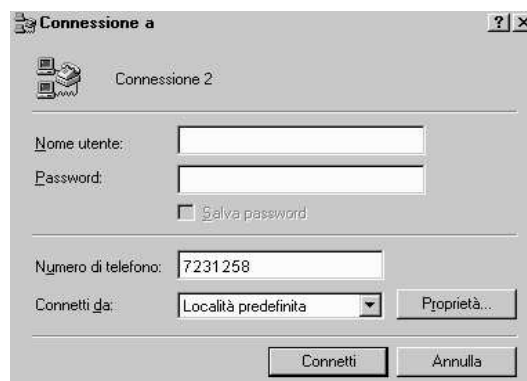 Connessione a
Connessione 2
Nome utente:
Password:
Salva password
Numero di telefono: 7231258
Connetti da: Località predefinita Proprietà...
Connetti Annulla